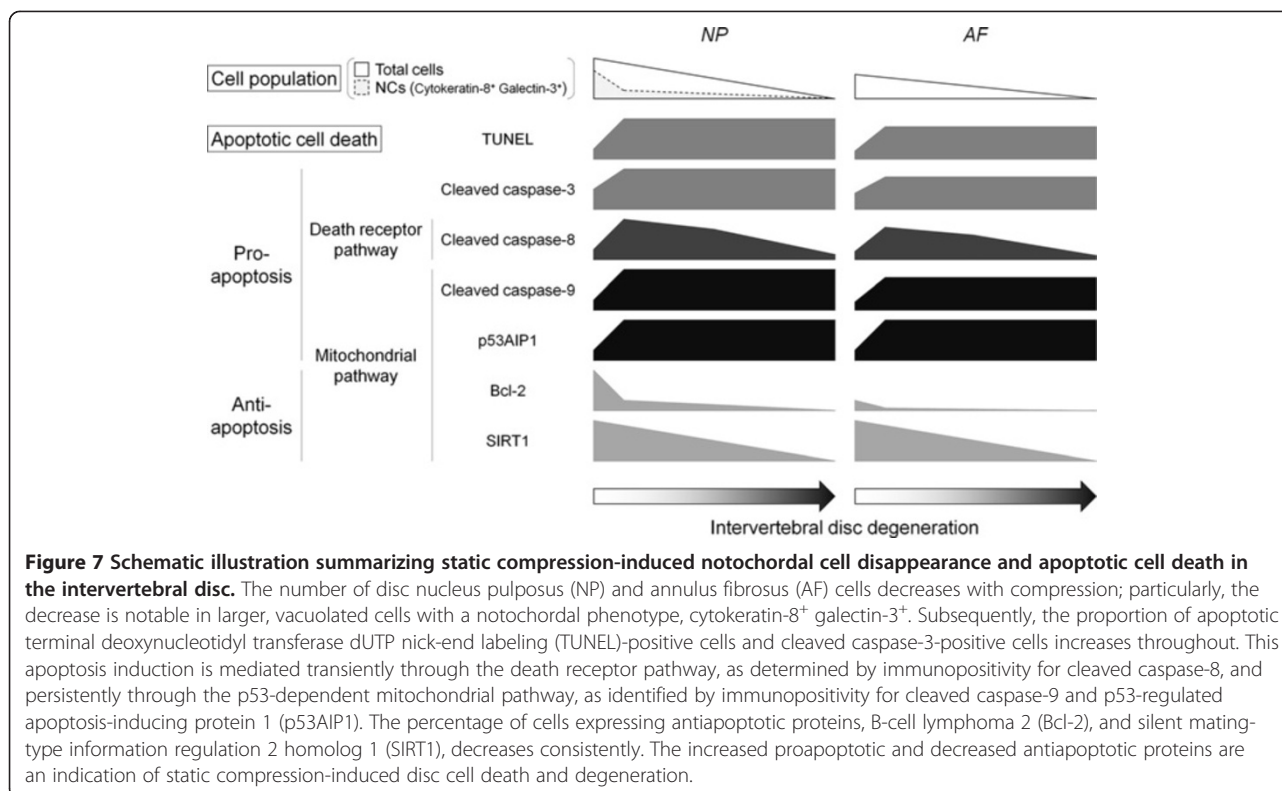 NP
AF
Cell population
Total cells
NCs (Cytokeratin-8⁺ Galectin-3⁺)
Apoptotic cell death
TUNEL
Cleaved caspase-3
Pro-
apoptosis
Death receptor
pathway
Cleaved caspase-8
Cleaved caspase-9
Mitochondrial
pathway
p53AIP1
Anti-
apoptosis
Bcl-2
SIRT1
Intervertebral disc degeneration
Figure 7 Schematic illustration summarizing static compression-induced notochordal cell disappearance and apoptotic cell death in
the intervertebral disc. The number of disc nucleus pulposus (NP) and annulus fibrosus (AF) cells decreases with compression; particularly, the
decrease is notable in larger, vacuolated cells with a notochordal phenotype, cytokeratin-8⁺ galectin-3⁺. Subsequently, the proportion of apoptotic
terminal deoxynucleotidyl transferase dUTP nick-end labeling (TUNEL)-positive cells and cleaved caspase-3-positive cells increases throughout. This
apoptosis induction is mediated transiently through the death receptor pathway, as determined by immunopositivity for cleaved caspase-8, and
persistently through the p53-dependent mitochondrial pathway, as identified by immunopositivity for cleaved caspase-9 and p53-regulated
apoptosis-inducing protein 1 (p53AIP1). The percentage of cells expressing antiapoptotic proteins, B-cell lymphoma 2 (Bcl-2), and silent mating-
type information regulation 2 homolog 1 (SIRT1), decreases consistently. The increased proapoptotic and decreased antiapoptotic proteins are
an indication of static compression-induced disc cell death and degeneration.